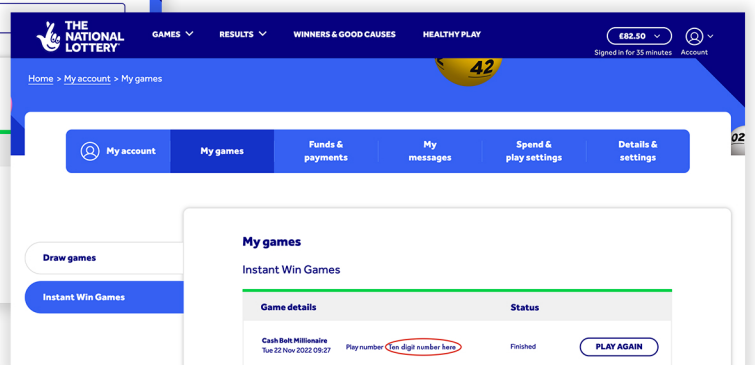 THE
NATIONAL
LOTTERY®
GAMES
RESULTS
WINNERS & GOOD CAUSES
HEALTHY PLAY
£82.50
Signed in for 35 minutes
Account
Home > My account > My games
42
02
My account
My games
Funds &
payments
My
messages
Spend &
play settings
Details &
settings
Draw games
Instant Win Games
My games
Instant Win Games
Game details
Status
Cash Bolt Millionaire
Tue 22 Nov 2022 09:27
Play number Ten digit number here
Finished
PLAY AGAIN